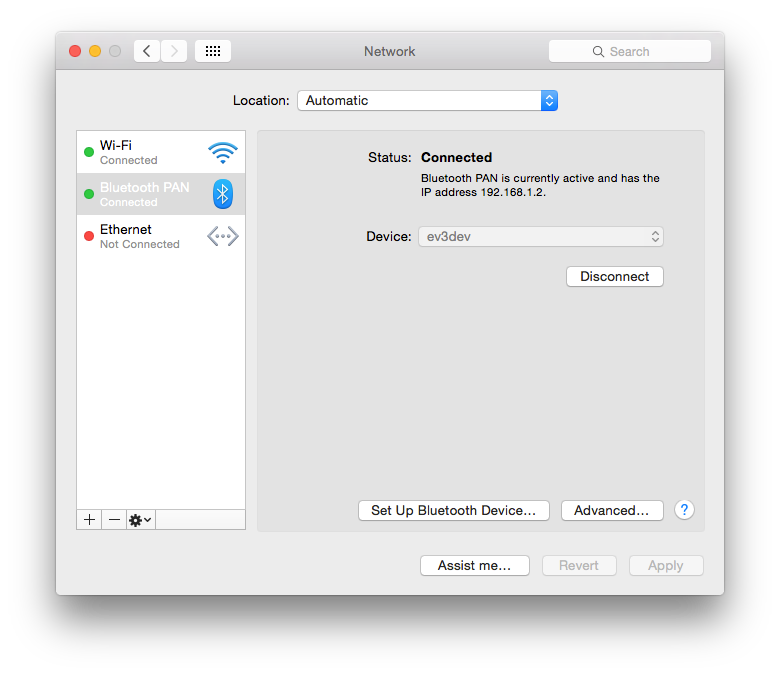 Network
Search
Location: Automatic
Wi-Fi
Connected
Bluetooth PAN
Connected
Ethernet
Not Connected
Status: Connected
Bluetooth PAN is currently active and has the
IP address 192.168.1.2.
Device: ev3dev
Disconnect
Set Up Bluetooth Device... Advanced... ?
Assist me... Revert Apply